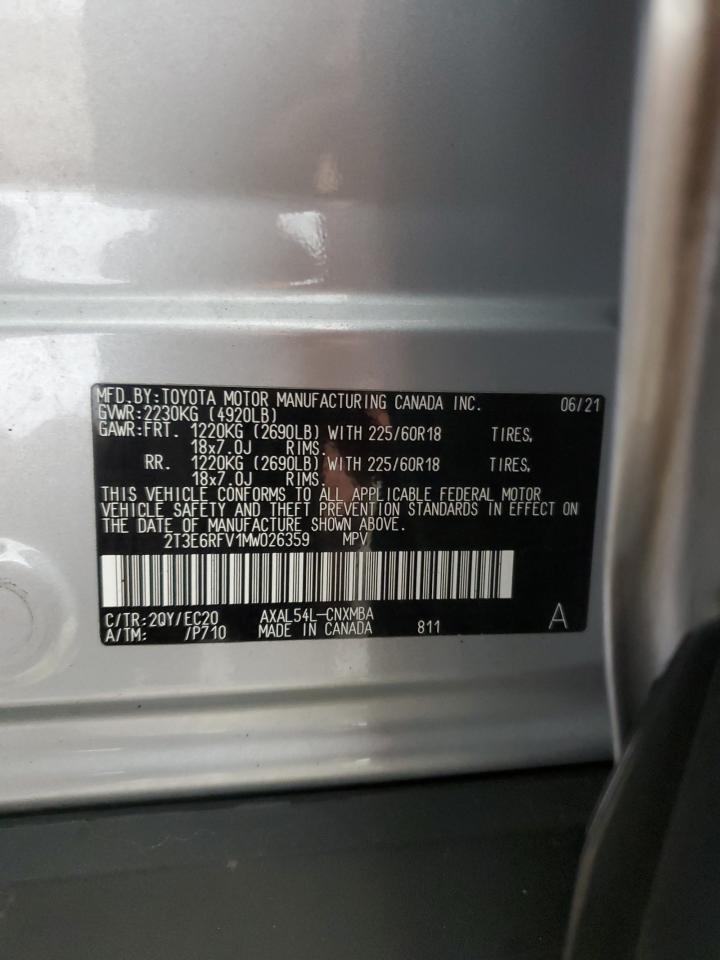 MFD.BY:TOYOTA MOTOR MANUFACTURING CANADA INC. 06/21
GVWR:2230KG (4920LB)
GAWR:FRT. 1220KG (2690LB) WITH 225/60R18 TIRES,
18x7.0J RIMS.
RR. 1220KG (2690LB) WITH 225/60R18 TIRES,
18x7.0J RIMS.
THIS VEHICLE CONFORMS TO ALL APPLICABLE FEDERAL MOTOR
VEHICLE SAFETY AND THEFT PREVENTION STANDARDS IN EFFECT ON
THE DATE OF MANUFACTURE SHOWN ABOVE.
2T3E6RFV1MW026359 MPV
C/TR:2QY/EC20 AXAL54L-CNXMBA
A/TM: /P710 MADE IN CANADA 811 A